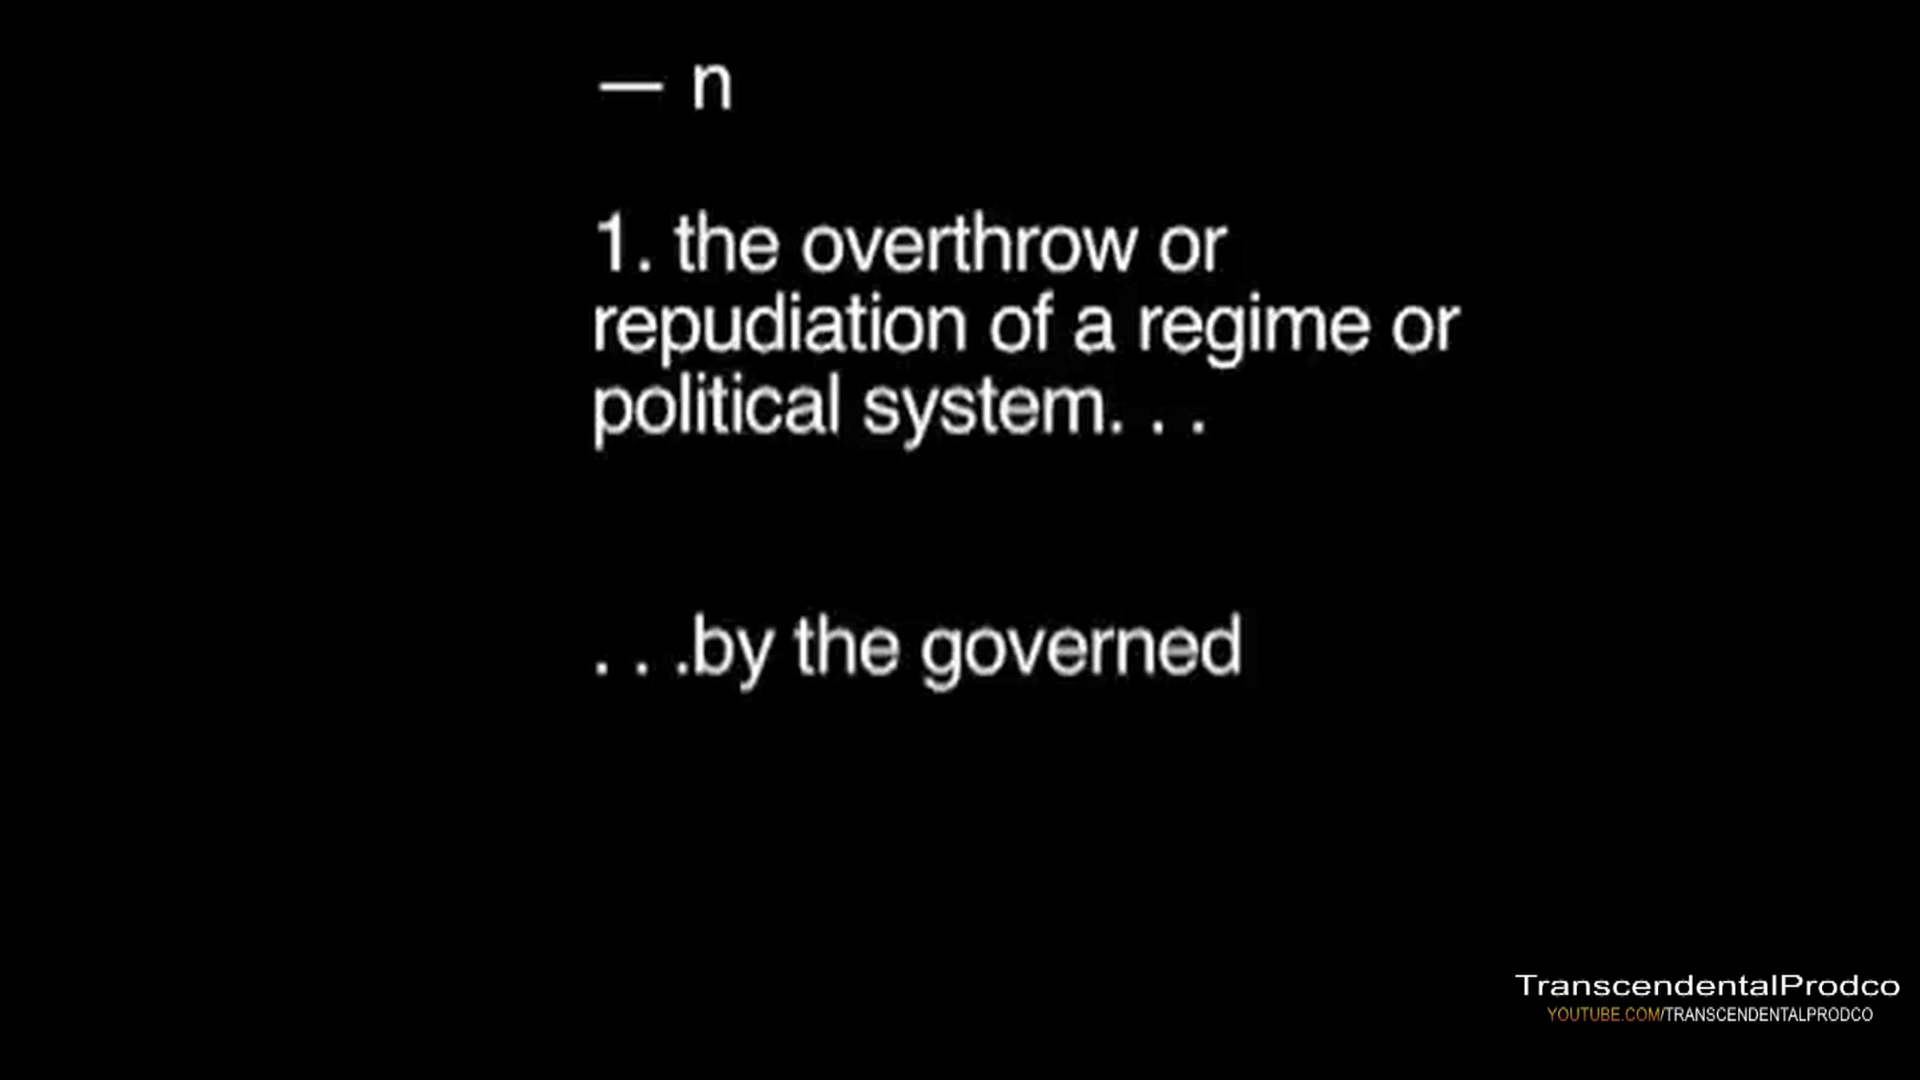 — n
1. the overthrow or
repudiation of a regime or
political system. . .
. . .by the governed
TranscendentalProdco
YOUTUBE.COM/TRANSCENDENTALPRODCO